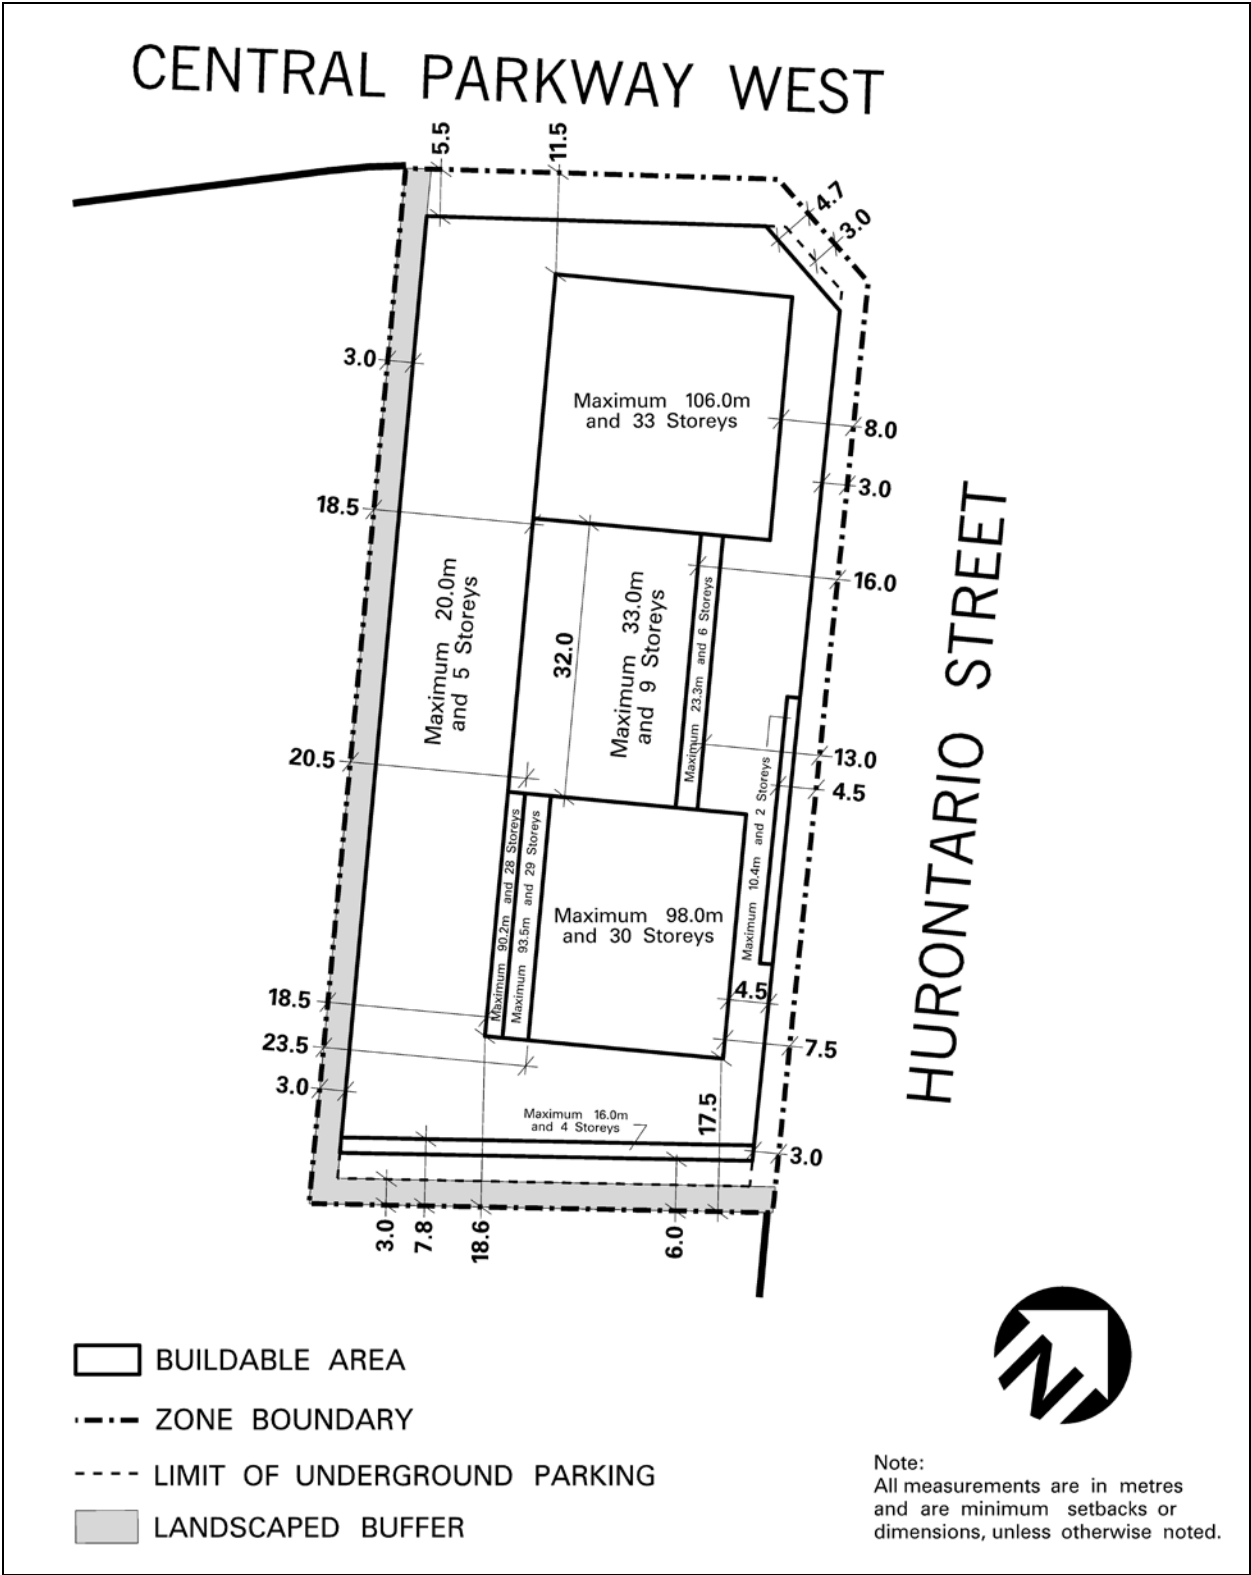 CENTRAL PARKWAY WEST
5.5
11.5
4.7
3.0
3.0
Maximum 106.0m
and 33 Storeys
8.0
3.0
18.5
16.0
Maximum 20.0m
and 5 Storeys
32.0
Maximum 33.0m
and 9 Storeys
Maximum 23.3m and 6 Storeys
HURONTARIO STREET
20.5
13.0
4.5
Maximum 10.4m and 2 Storeys
Maximum 90.2m and 28 Storeys
Maximum 93.5m and 29 Storeys
Maximum 98.0m
and 30 Storeys
18.5
4.5
23.5
7.5
3.0
Maximum 16.0m
and 4 Storeys
17.5
3.0
3.0
7.8
18.6
6.0
BUILDABLE AREA
ZONE BOUNDARY
LIMIT OF UNDERGROUND PARKING
LANDSCAPED BUFFER
N
Note:
All measurements are in metres
and are minimum setbacks or
dimensions, unless otherwise noted.